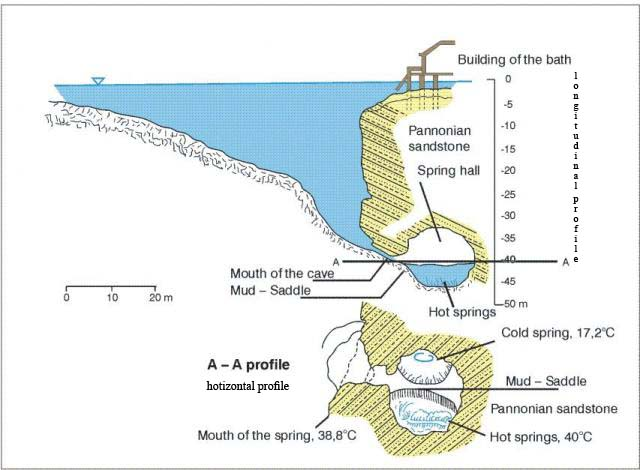 Building of the bath
0
-5
-10
-15
-20
-25
-30
-35
-40
-45
-50 m
longitudinal profile
Pannonian
sandstone
Spring hall
A
A
Mouth of the cave
Mud – Saddle
0 10 20 m
Hot springs
Cold spring, 17,2°C
A – A profile
hotizontal profile
Mud – Saddle
Pannonian sandstone
Mouth of the spring, 38,8°C
Hot springs, 40°C